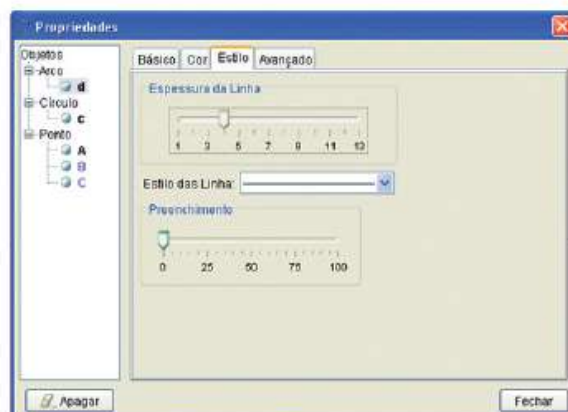 Propriedades
Objetos
Arco
d
Círculo
c
Ponto
A
B
C
Básico Cor Estilo Avançado
Espessura da Linha
1 3 5 7 9 11 13
Estilo das Linha:
Preenchimento
0 25 50 75 100
Apagar
Fechar